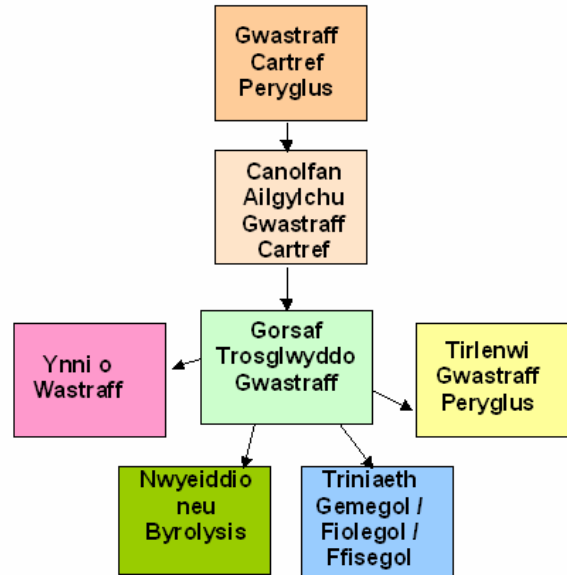 Gwastraff
Cartref
Peryglus
Canolfan
Ailgylchu
Gwastraff
Cartref
Gorsaf
Trosglwyddo
Gwastraff
Ynni o
Wastraff
Tirlenwi
Gwastraff
Peryglus
Nwyeiddio
neu
Byrolysis
Triniaeth
Gemegol /
Fiolegol /
Ffisegol